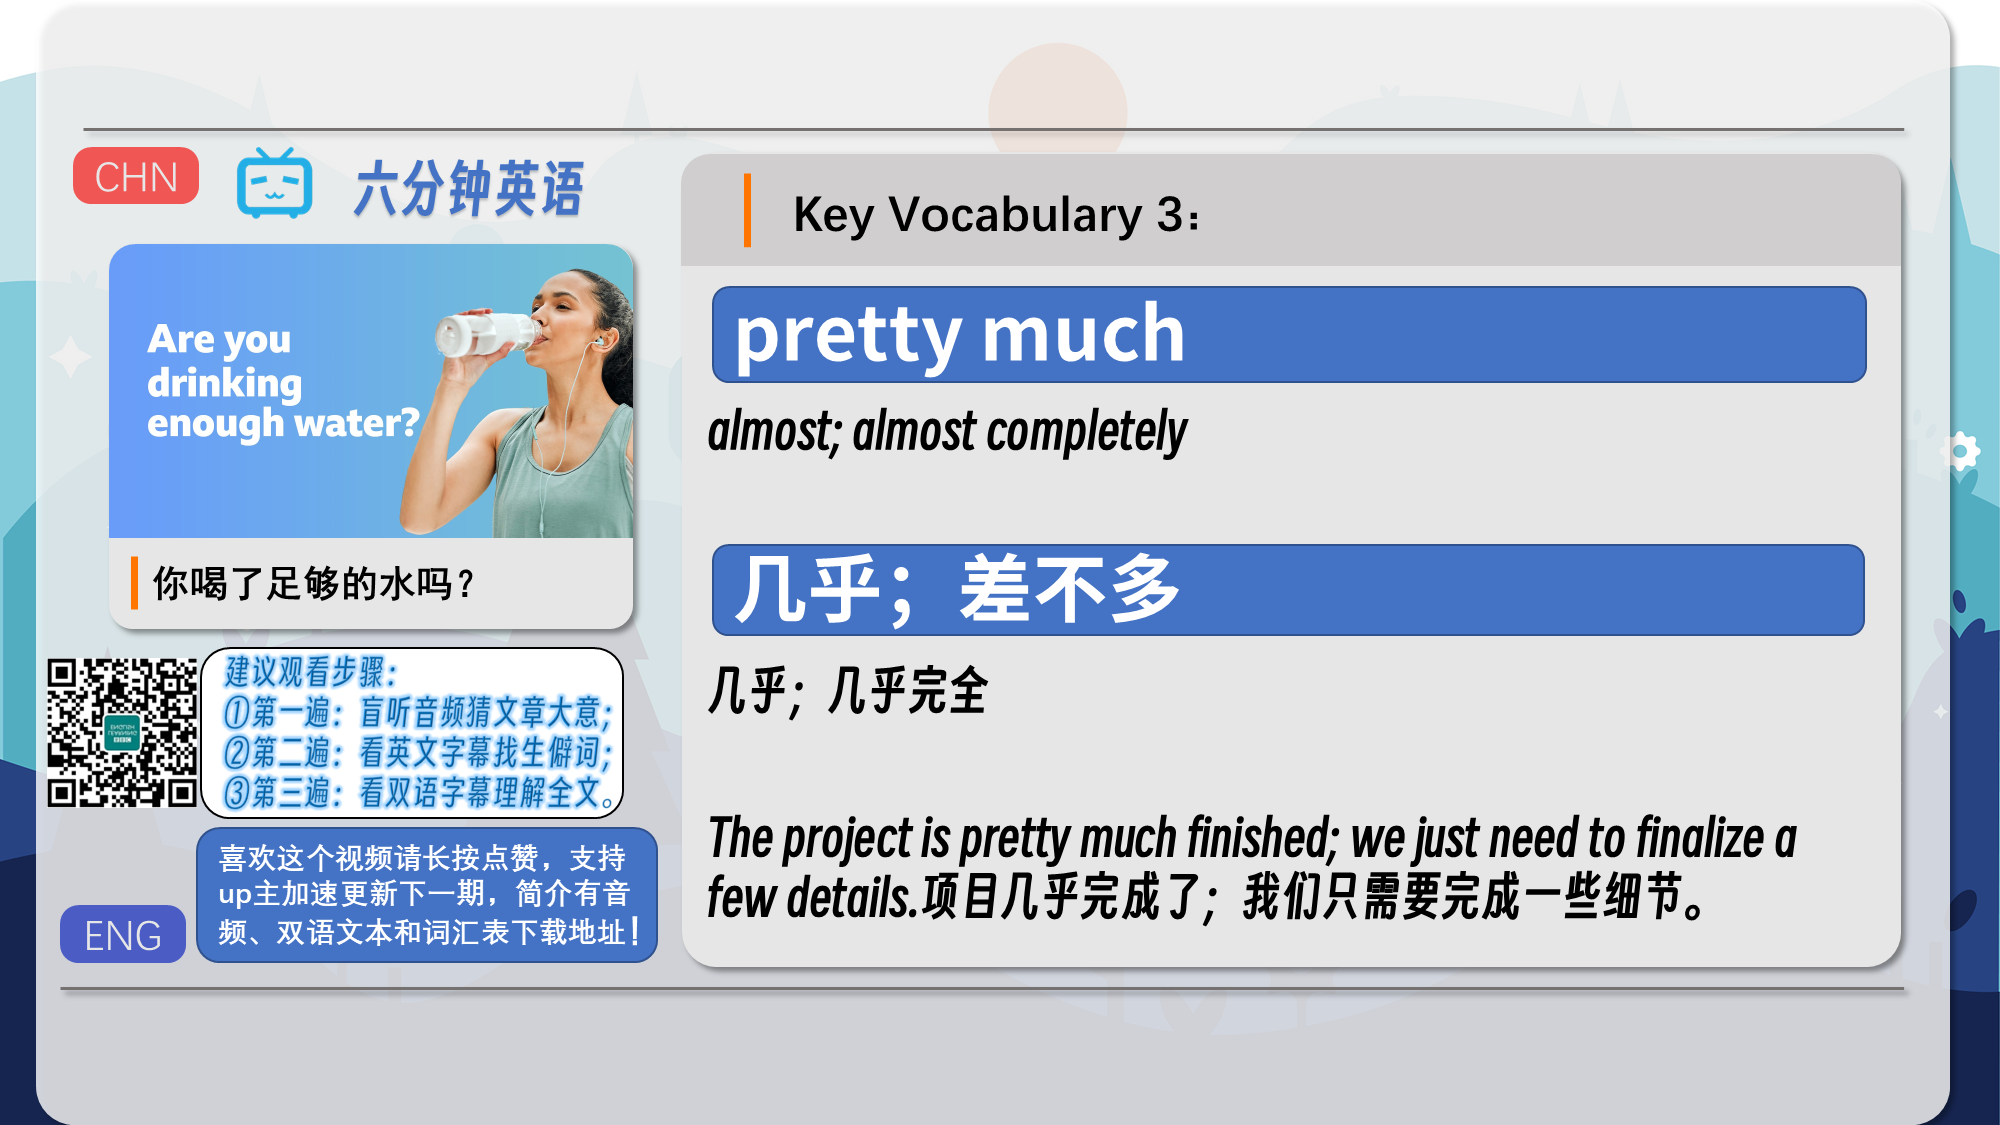 CHN
六分钟英语
Are you
drinking
enough water?
你喝了足够的水吗？
建议观看步骤：
①第一遍：盲听音频猜文章大意；
②第二遍：看英文字幕找生僻词；
③第三遍：看双语字幕理解全文。
喜欢这个视频请长按点赞，支持
up主加速更新下一期，简介有音
频、双语文本和词汇表下载地址！
ENG
Key Vocabulary 3：
pretty much
almost; almost completely
几乎；差不多
几乎；几乎完全
The project is pretty much finished; we just need to finalize a
few details.项目几乎完成了；我们只需要完成一些细节。